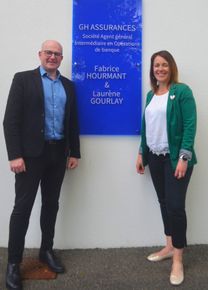 GH ASSURANCES
Société Agent général
Intermédiaire en Opérations
de banque
Fabrice
HOURMANT
&
Laurène
GOURLAY